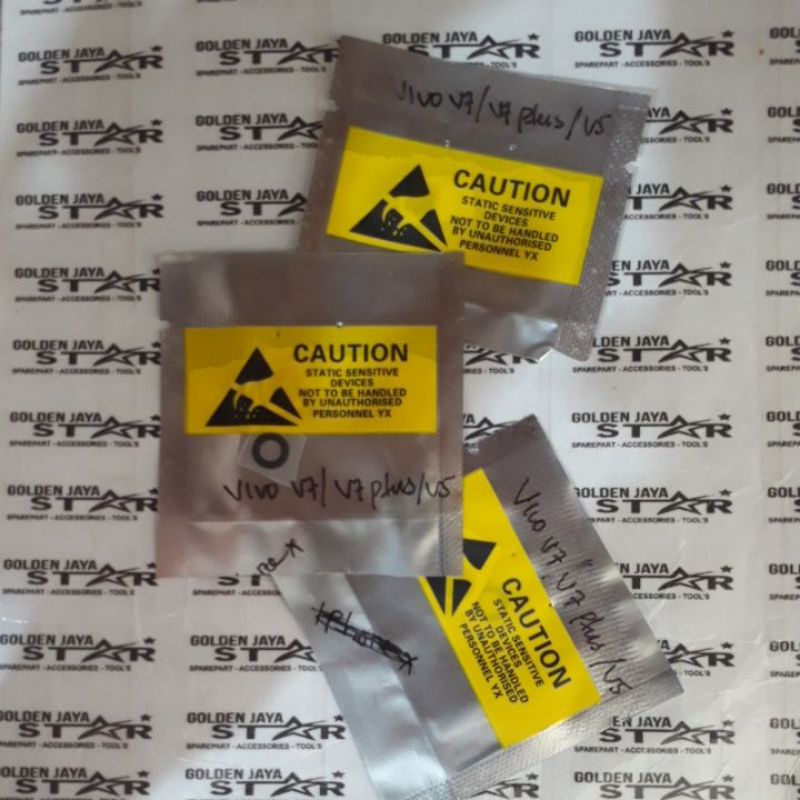 GOLDEN JAYA
STAR
SPAREPART - ACCESSORIES - TOOL'S
VIVO V7/V7 plus/V5
CAUTION
STATIC SENSITIVE
DEVICES
NOT TO BE HANDLED
BY UNAUTHORISED
PERSONNEL YX
CAUTION
STATIC SENSITIVE
DEVICES
NOT TO BE HANDLED
BY UNAUTHORISED
PERSONNEL YX
VIVO V7/V7 plus/V5
VIVO V7/V7 Plus/V5
CAUTION
STATIC SENSITIVE
DEVICES
NOT TO BE HANDLED
BY UNAUTHORISED
PERSONNEL YX